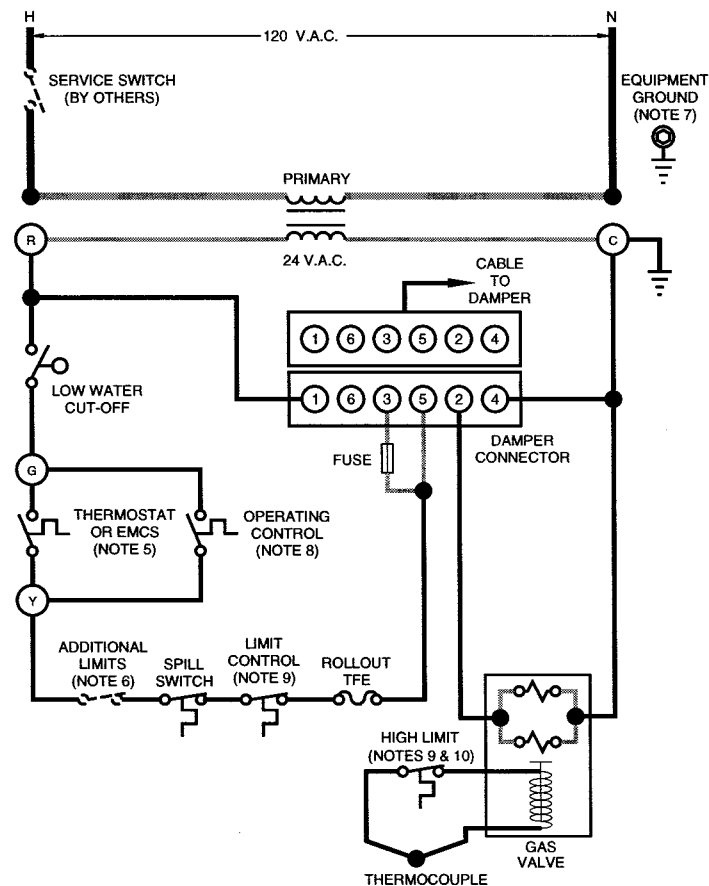 H
N
120 V.A.C.
SERVICE SWITCH
(BY OTHERS)
EQUIPMENT
GROUND
(NOTE 7)
PRIMARY
R
24 V.A.C.
C
CABLE
TO
DAMPER
1 6 3 5 2 4
LOW WATER
CUT-OFF
1 6 3 5 2 4
DAMPER
CONNECTOR
FUSE
G
THERMOSTAT
OR EMCS
(NOTE 5)
OPERATING
CONTROL
(NOTE 8)
Y
ADDITIONAL
LIMITS
(NOTE 6)
SPILL
SWITCH
LIMIT
CONTROL
(NOTE 9)
ROLLOUT
TFE
HIGH LIMIT
(NOTES 9 & 10)
GAS
VALVE
THERMOCOUPLE